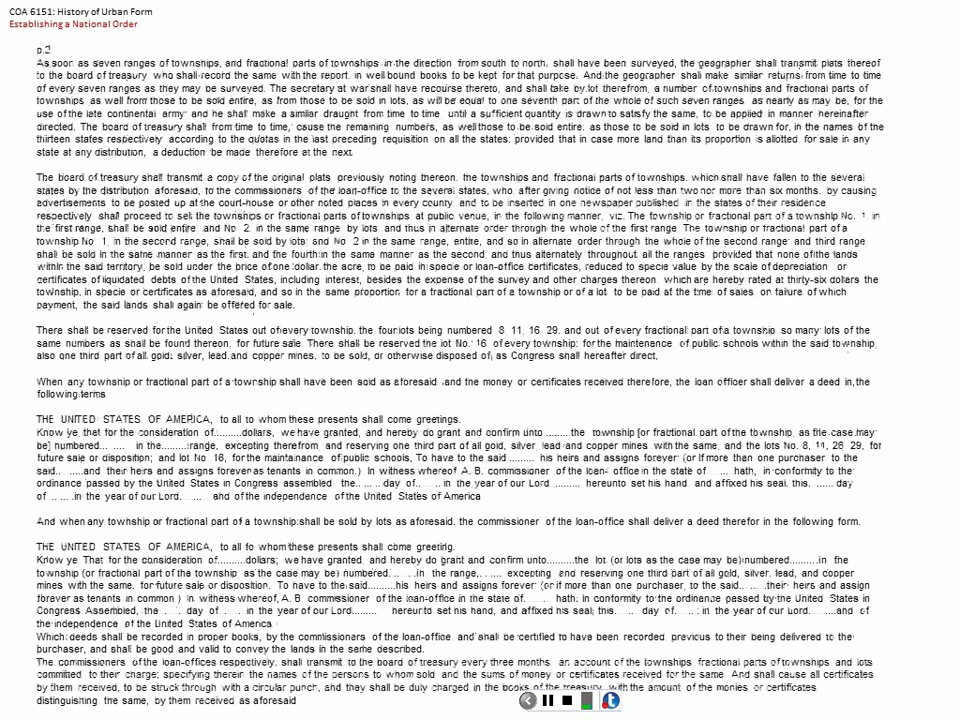 COA 6151: History of Urban Form
Establishing a National Order
p.2
As soon as seven ranges of townships, and fractional parts of townships in the direction from south to north, shall have been surveyed, the geographer shall transmit plats thereof
to the board of treasury, who shall record the same with the report, in well bound books to be kept for that purpose. And the geographer shall make similar returns from time to time
of every seven ranges as they may be surveyed. The secretary at war shall have recourse thereto, and shall take by lot therefrom, a number of townships and fractional parts of
townships, as well from those to be sold entire, as from those to be sold in lots, as will be equal to one seventh part of the whole of such seven ranges, as nearly as may be, for the
use of the late continental army and he shall make a similar draught from time to time until a sufficient quantity is drawn to satisfy the same, to be applied in manner hereinafter
directed. The board of treasury shall from time to time, cause the remaining numbers, as well those to be sold entire, as those to be sold in lots to be drawn for, in the names of the
thirteen states respectively according to the quotas in the last preceding requisition on all the states: provided that in case more land than its proportion is allotted for sale in any
state at any distribution, a deduction be made therefore at the next.
The board of treasury shall transmit a copy of the original plats, previously noting thereon, the townships and fractional parts of townships, which shall have fallen to the several
states by the distribution aforesaid, to the commissioners of the loan-office to the several states, who, after giving notice of not less than two nor more than six months, by causing
advertisements to be posted up at the court-house or other noted places in every county and to be inserted in one newspaper published in the states of their residence
respectively shall proceed to sell the townships or fractional parts of townships at public venue, in the following manner, viz. The township or fractional part of a township No. 1, in
the first range, shall be sold entire and No 2, in the same range by lots and thus in alternate order through the whole of the first range The township or fractional part of a
township No 1, in the second range, shall be sold by lots; and No 2 in the same range, entire, and so in alternate order through the whole of the second range and third range
shall be sold in the same manner as the first, and the fourth in the same manner as the second, and thus alternately throughout all the ranges provided that none of the lands
within the said territory, be sold under the price of one dollar, the acre, to be paid in specie or loan-office certificates, reduced to specie value by the scale of depreciation or
certificates of liquidated debts of the United States, including interest, besides the expense of the survey and other charges thereon which are hereby rated at thirty-six dollars the
township, in specie or certificates as aforesaid, and so in the same proportion for a fractional part of a township or of a lot to be paid at the time of sales on failure of which
payment, the said lands shall again be offered for sale.
There shall be reserved for the United States out of every township, the four lots being numbered 8 11, 16 29, and out of every fractional part of a township so many lots of the
same numbers as shall be found thereon, for future sale There shall be reserved the lot No. 16 of every township: for the maintenance of public schools within the said township,
also one third part of all gold; silver, lead and copper mines, to be sold, or otherwise disposed of; as Congress shall hereafter direct,
When any township or fractional part of a township shall have been sold as aforesaid and the money or certificates received therefore, the loan officer shall deliver a deed in the
following terms
THE UNITED STATES OF AMERICA, to all to whom these presents shall come greetings.
Know ye, that for the consideration of..........dollars, we have granted, and hereby do grant and confirm unto .........the township [or fractional part of the township, as the case may
be] numbered........ in the.........range, excepting therefrom and reserving one third part of all gold, silver, lead and copper mines with the same, and the lots No. 8, 11, 26 29, for
future sale or disposition; and lot No 16, for the maintenance of public schools, To have to the said ......... his heirs and assigns forever (or If more than one purchaser to the
said.. .....and their heirs and assigns forever as tenants in common.) In witness whereof A. B. commissioner of the loan- office in the state of ...... hath, in conformity to the
ordinance passed by the United States in Congress assembled the........ day of...... in the year of our Lord ......... hereunto set his hand and affixed his seal, this....... day
of .......in the year of our Lord...... and of the independence of the United States of America
And when any township or fractional part of a township shall be sold by lots as aforesaid, the commissioner of the loan-office shall deliver a deed therefor in the following form.
THE UNITED STATES OF AMERICA, to all to whom these presents shall come greeting.
Know ye That for the consideration of..........dollars; we have granted, and hereby do grant and confirm unto.........the lot (or lots as the case may be) numbered..........in the
township (or fractional part of the township as the case may be) numbered.......in the range,...... excepting and reserving one third part of all gold, silver, lead, and copper
mines with the same, for future sale or disposition. To have to the said.........his heirs and assigns forever (or if more than one purchaser, to the said.......their heirs and assign
forever as tenants in common ) In witness whereof, A B. commissioner of the loan-office in the state of...... hath; In conformity to the ordinance passed by the United States in
Congress Assembled, the ..... day of ..... in the year of our Lord......... hereunto set his hand, and affixed his seal; this...... day of......: in the year of our Lord.......and of
the independence of the United States of America
Which deeds shall be recorded in proper books, by the commissioners of the loan-office and shall be certified to have been recorded previous to their being delivered to the
purchaser, and shall be good and valid to convey the lands in the same described.
The commissioners of the loan-offices respectively, shall transmit to the board of treasury every three months an account of the townships fractional parts of townships and lots
committed to their charge; specifying therein the names of the persons to whom sold and the sums of money or certificates received for the same. And shall cause all certificates
by them received, to be struck through with a circular punch, and they shall be duly charged in the books of the treasury with the amount of the monies or certificates
distinguishing the same, by them received as aforesaid